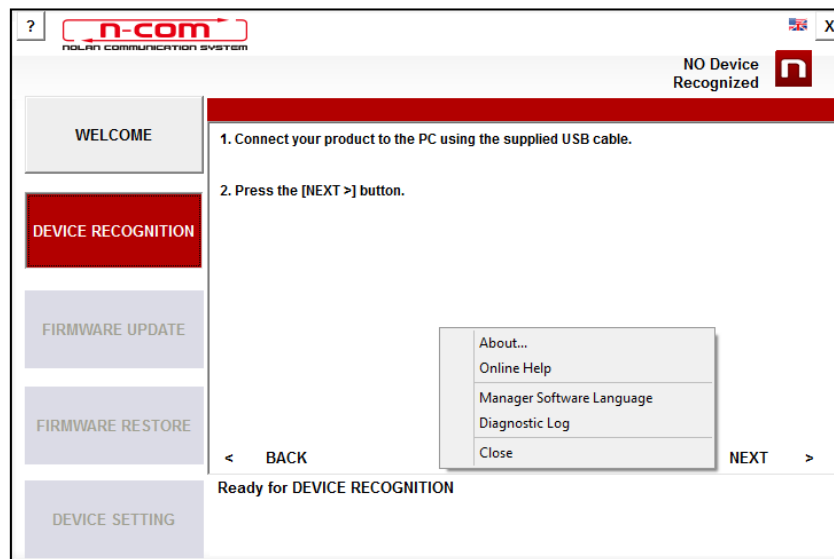 ?
n-com
NOLAN COMMUNICATION SYSTEM
X
NO Device
Recognized
n
WELCOME
1. Connect your product to the PC using the supplied USB cable.
2. Press the [NEXT >] button.
DEVICE RECOGNITION
FIRMWARE UPDATE
FIRMWARE RESTORE
DEVICE SETTING
About...
Online Help
Manager Software Language
Diagnostic Log
Close
< BACK
NEXT >
Ready for DEVICE RECOGNITION